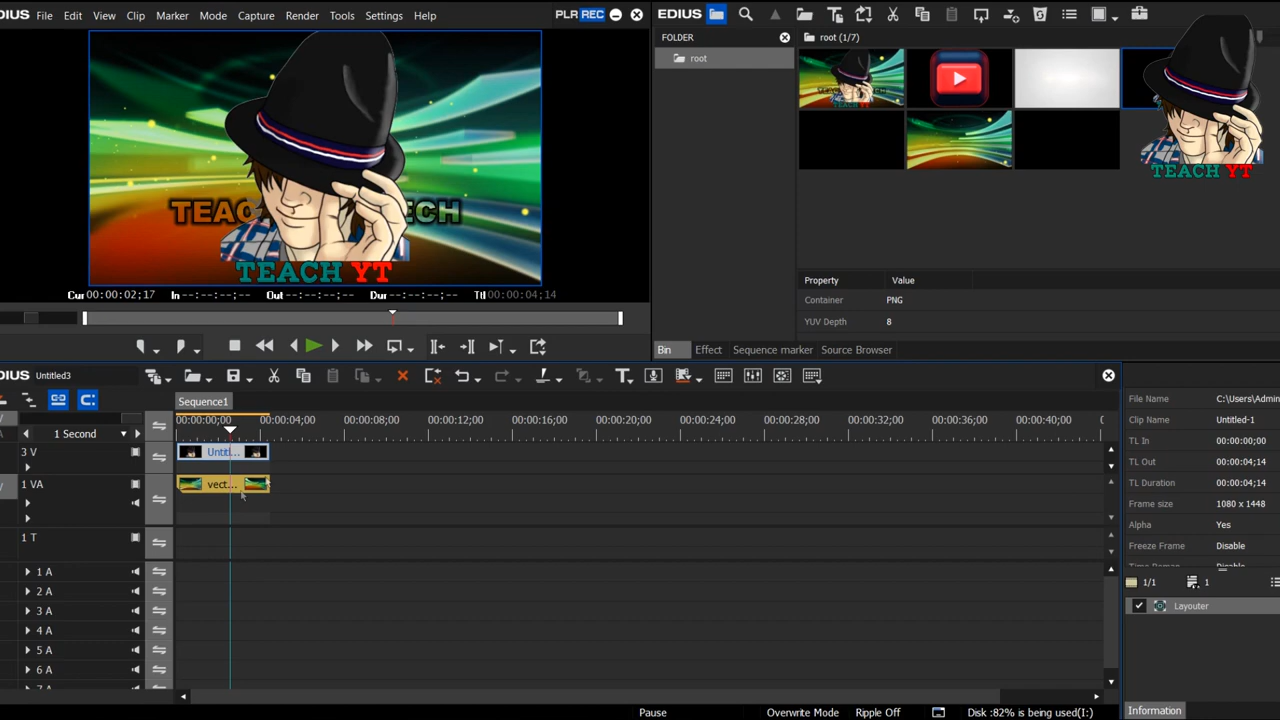 EDIUS File Edit View Clip Marker Mode Capture Render Tools Settings Help PLR REC
EDIUS
FOLDER
root (1/7)
root
TEACH YT
TEACH YT
Cur 00:00:02;17 In --:--:--;-- Out --:--:--;-- Dur --:--:--;-- Ttl 00:00:04;14
Property Value
Container PNG
YUV Depth 8
Bin Effect Sequence marker Source Browser
EDIUS Untitled3
Sequence1
1 Second
00:00:00;00 00:00:04;00 00:00:08;00 00:00:12;00 00:00:16;00 00:00:20;00 00:00:24;00 00:00:28;00 00:00:32;00 00:00:36;00 00:00:40;00
3 V
Untitl...
1 VA
vect...
1 T
1 A
2 A
3 A
4 A
5 A
6 A
7 A
File Name C:\Users\Admin
Clip Name Untitled-1
TL In 00:00:00;00
TL Out 00:00:04;14
TL Duration 00:00:04;14
Frame size 1080 x 1448
Alpha Yes
Freeze Frame Disable
1/1 1
Layouter
Information
Pause Overwrite Mode Ripple Off Disk :82% is being used(I:)